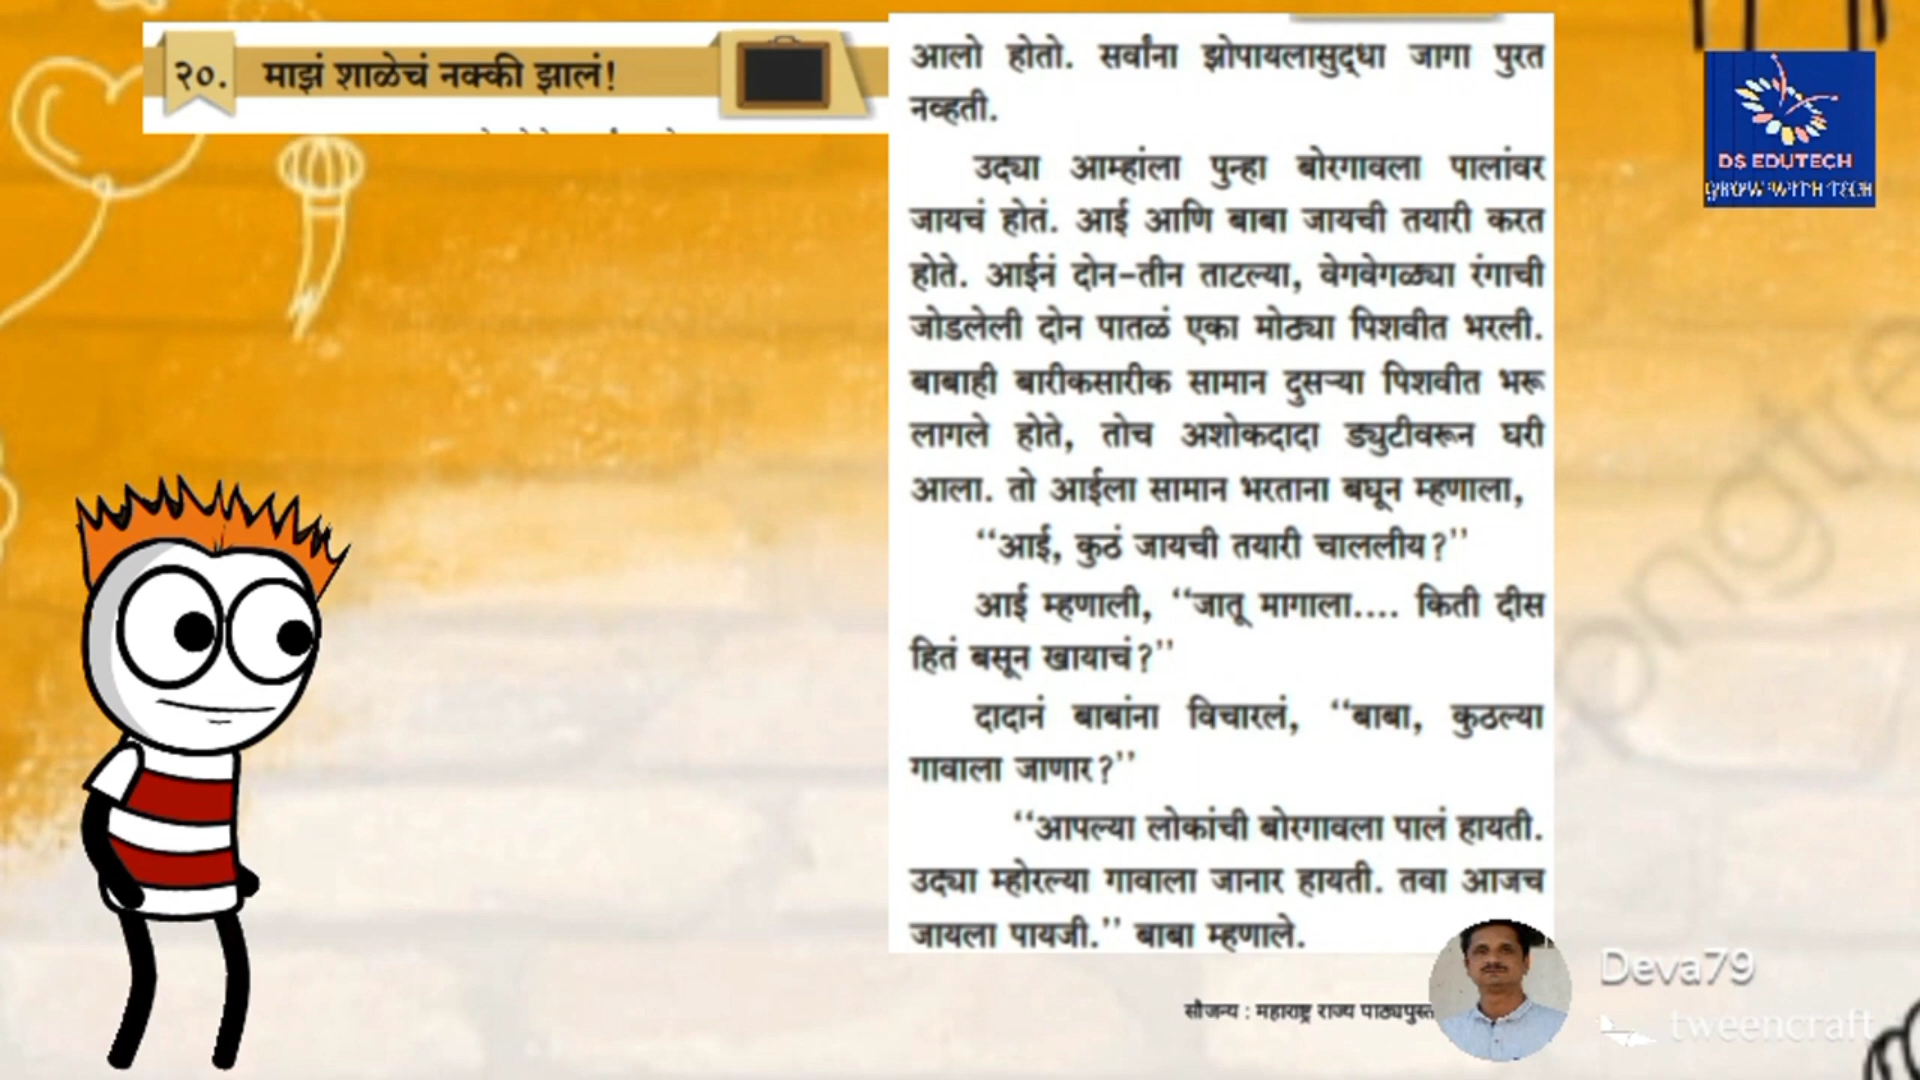 २०. माझं शाळेचं नक्की झालं!
आलो होतो. सर्वांना झोपायलासुद्धा जागा पुरत
नव्हती.
उद्या आम्हांला पुन्हा बोरगावला पालांवर
जायचं होतं. आई आणि बाबा जायची तयारी करत
होते. आईनं दोन-तीन ताटल्या, वेगवेगळ्या रंगाची
जोडलेली दोन पातळं एका मोठ्या पिशवीत भरली.
बाबाही बारीकसारीक सामान दुसऱ्या पिशवीत भरू
लागले होते, तोच अशोकदादा ड्युटीवरून घरी
आला. तो आईला सामान भरताना बघून म्हणाला,
‘‘आई, कुठं जायची तयारी चाललीय?’’
आई म्हणाली, ‘‘जातू मागाला.... किती दीस
हितं बसून खायाचं?’’
दादानं बाबांना विचारलं, ‘‘बाबा, कुठल्या
गावाला जाणार?’’
‘‘आपल्या लोकांची बोरगावला पालं हायती.
उद्या म्होरल्या गावाला जानार हायती. तवा आजच
जायला पायजी.’’ बाबा म्हणाले.
सौजन्य : महाराष्ट्र राज्य पाठ्यपुस्त
DS EDUTECH
GROW WITH TECH
Deva79
tweencraft
engtre